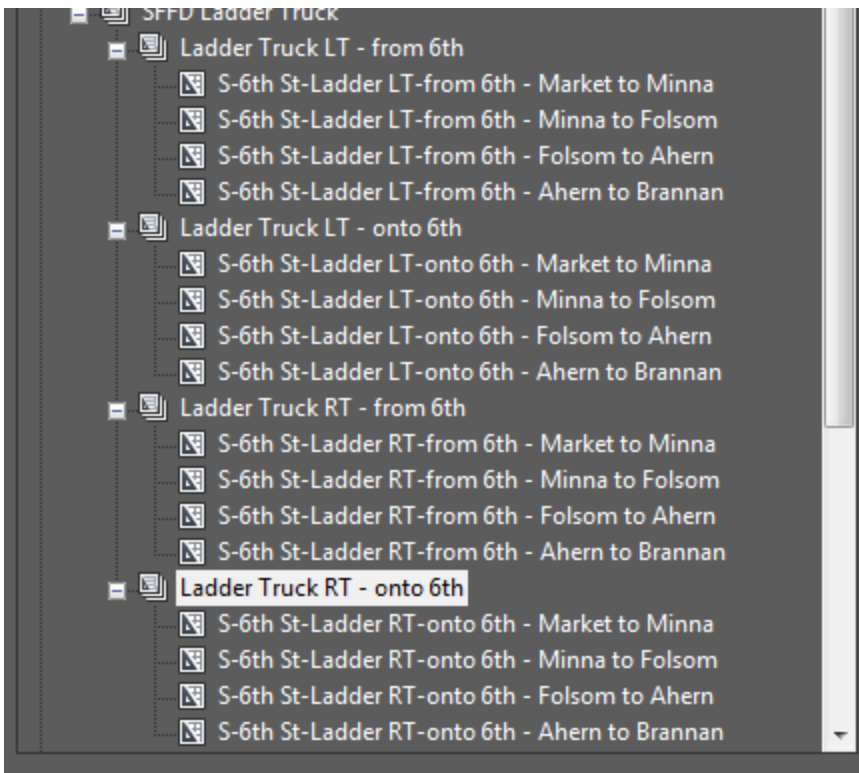 SFFD Ladder Truck
Ladder Truck LT - from 6th
S-6th St-Ladder LT-from 6th - Market to Minna
S-6th St-Ladder LT-from 6th - Minna to Folsom
S-6th St-Ladder LT-from 6th - Folsom to Ahern
S-6th St-Ladder LT-from 6th - Ahern to Brannan
Ladder Truck LT - onto 6th
S-6th St-Ladder LT-onto 6th - Market to Minna
S-6th St-Ladder LT-onto 6th - Minna to Folsom
S-6th St-Ladder LT-onto 6th - Folsom to Ahern
S-6th St-Ladder LT-onto 6th - Ahern to Brannan
Ladder Truck RT - from 6th
S-6th St-Ladder RT-from 6th - Market to Minna
S-6th St-Ladder RT-from 6th - Minna to Folsom
S-6th St-Ladder RT-from 6th - Folsom to Ahern
S-6th St-Ladder RT-from 6th - Ahern to Brannan
Ladder Truck RT - onto 6th
S-6th St-Ladder RT-onto 6th - Market to Minna
S-6th St-Ladder RT-onto 6th - Minna to Folsom
S-6th St-Ladder RT-onto 6th - Folsom to Ahern
S-6th St-Ladder RT-onto 6th - Ahern to Brannan